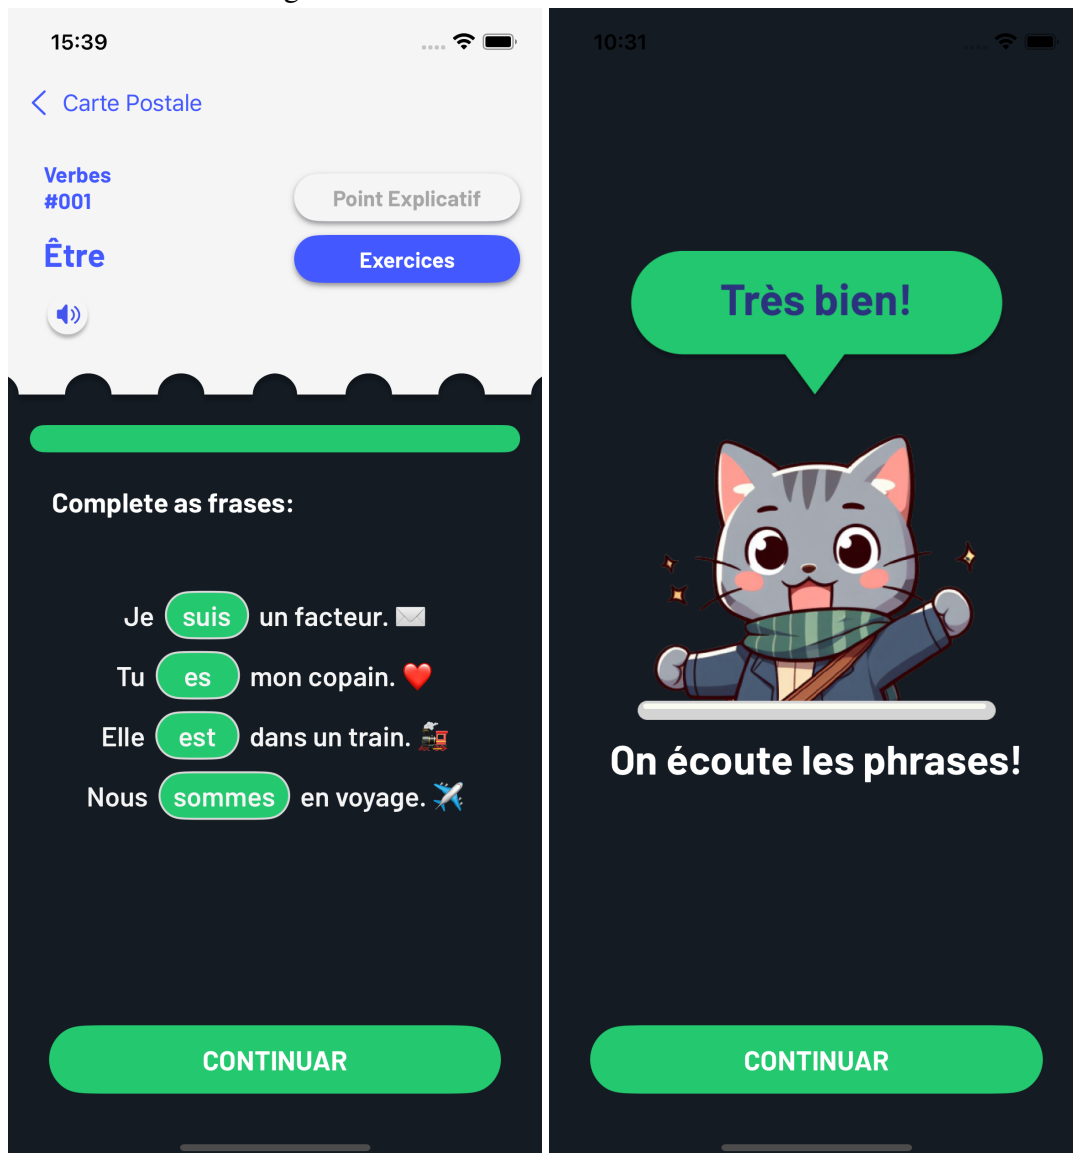 15:39
Carte Postale
Verbes
#001
Point Explicatif
Être
Exercices
Complete as frases:
Je suis un facteur. ✉️
Tu es mon copain. ❤️
Elle est dans un train. 🚂
Nous sommes en voyage. ✈️
CONTINUAR
10:31
Très bien!
On écoute les phrases!
CONTINUAR